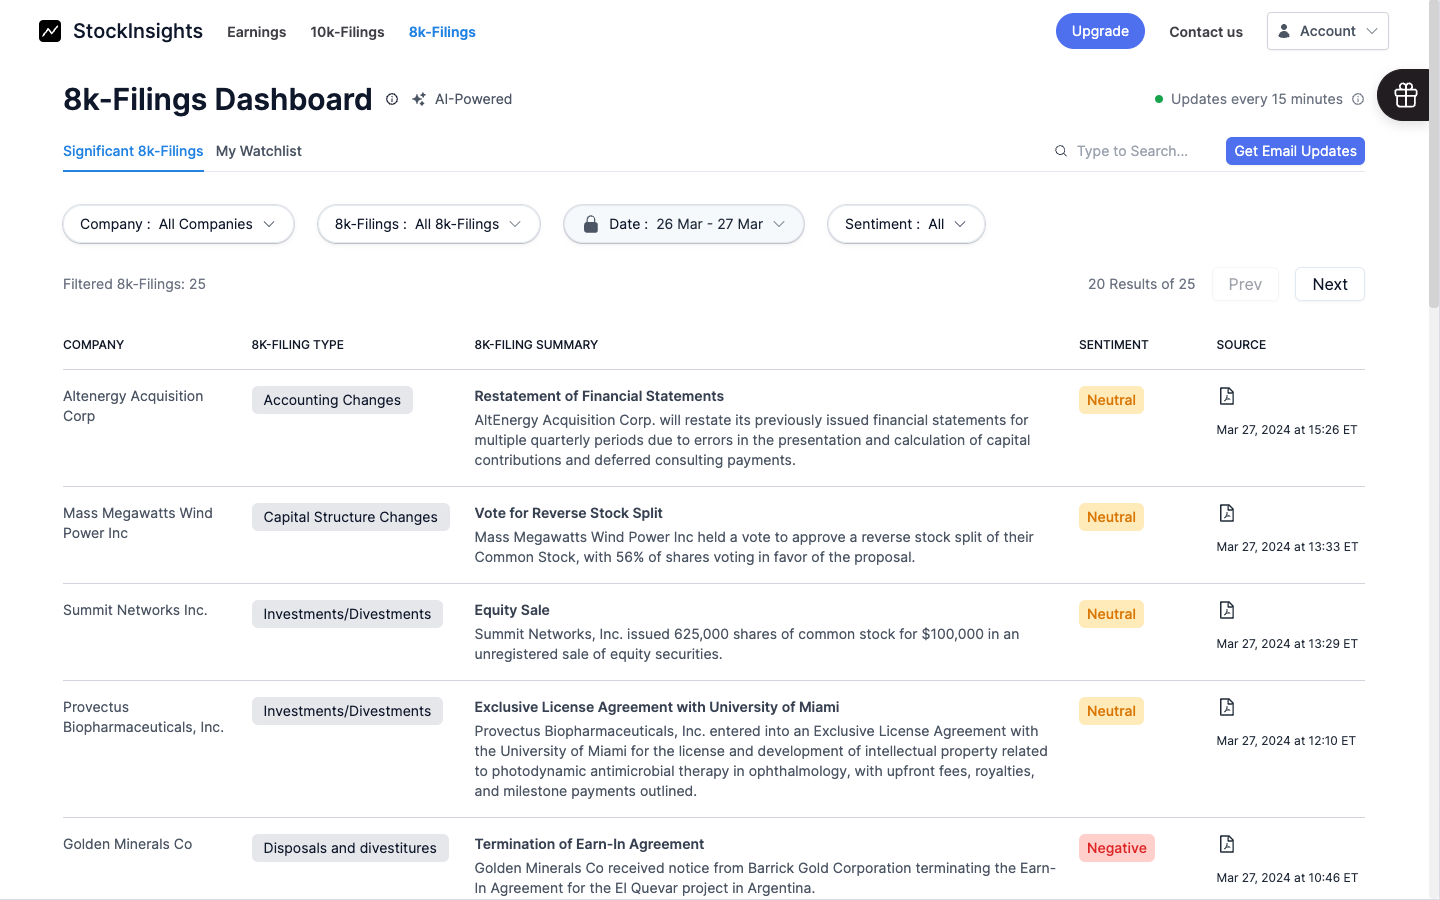 StockInsights Earnings 10k-Filings 8k-Filings Upgrade Contact us Account
8k-Filings Dashboard AI-Powered Updates every 15 minutes
Significant 8k-Filings My Watchlist Type to Search... Get Email Updates
Company : All Companies 8k-Filings : All 8k-Filings Date : 26 Mar - 27 Mar Sentiment : All
Filtered 8k-Filings: 25 20 Results of 25 Prev Next
COMPANY 8K-FILING TYPE 8K-FILING SUMMARY SENTIMENT SOURCE
Altenergy Acquisition
Corp
Accounting Changes
Restatement of Financial Statements
AltEnergy Acquisition Corp. will restate its previously issued financial statements for
multiple quarterly periods due to errors in the presentation and calculation of capital
contributions and deferred consulting payments.
Neutral
Mar 27, 2024 at 15:26 ET
Mass Megawatts Wind
Power Inc
Capital Structure Changes
Vote for Reverse Stock Split
Mass Megawatts Wind Power Inc held a vote to approve a reverse stock split of their
Common Stock, with 56% of shares voting in favor of the proposal.
Neutral
Mar 27, 2024 at 13:33 ET
Summit Networks Inc.
Investments/Divestments
Equity Sale
Summit Networks, Inc. issued 625,000 shares of common stock for $100,000 in an
unregistered sale of equity securities.
Neutral
Mar 27, 2024 at 13:29 ET
Provectus
Biopharmaceuticals, Inc.
Investments/Divestments
Exclusive License Agreement with University of Miami
Provectus Biopharmaceuticals, Inc. entered into an Exclusive License Agreement with
the University of Miami for the license and development of intellectual property related
to photodynamic antimicrobial therapy in ophthalmology, with upfront fees, royalties,
and milestone payments outlined.
Neutral
Mar 27, 2024 at 12:10 ET
Golden Minerals Co
Disposals and divestitures
Termination of Earn-In Agreement
Golden Minerals Co received notice from Barrick Gold Corporation terminating the Earn-
In Agreement for the El Quevar project in Argentina.
Negative
Mar 27, 2024 at 10:46 ET